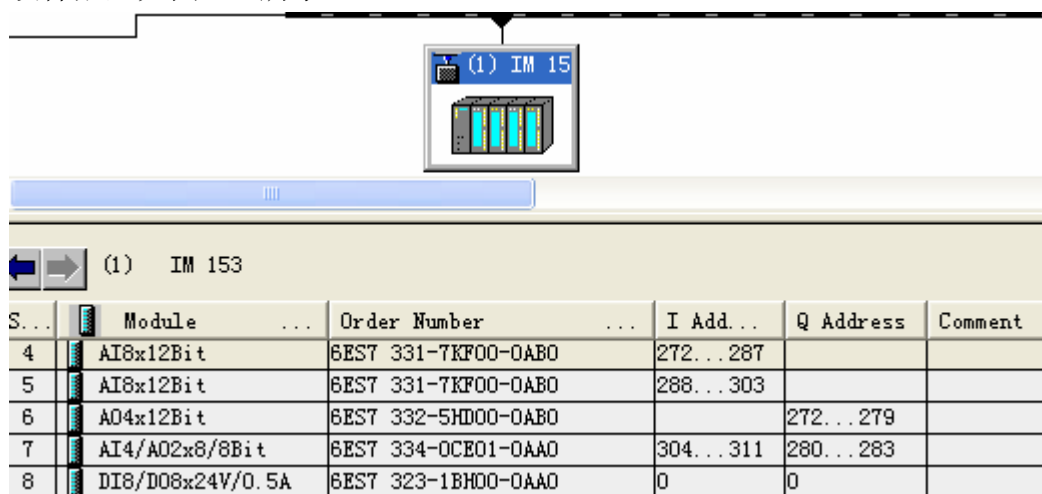 (1) IM 15
(1) IM 153
S... Module ... Order Number ... I Add... Q Address Comment
4 AI8x12Bit 6ES7 331-7KF00-0AB0 272...287
5 AI8x12Bit 6ES7 331-7KF00-0AB0 288...303
6 AO4x12Bit 6ES7 332-5HD00-0AB0 272...279
7 AI4/AO2x8/8Bit 6ES7 334-0CE01-0AA0 304...311 280...283
8 DI8/DO8x24V/0.5A 6ES7 323-1BH00-0AA0 0 0